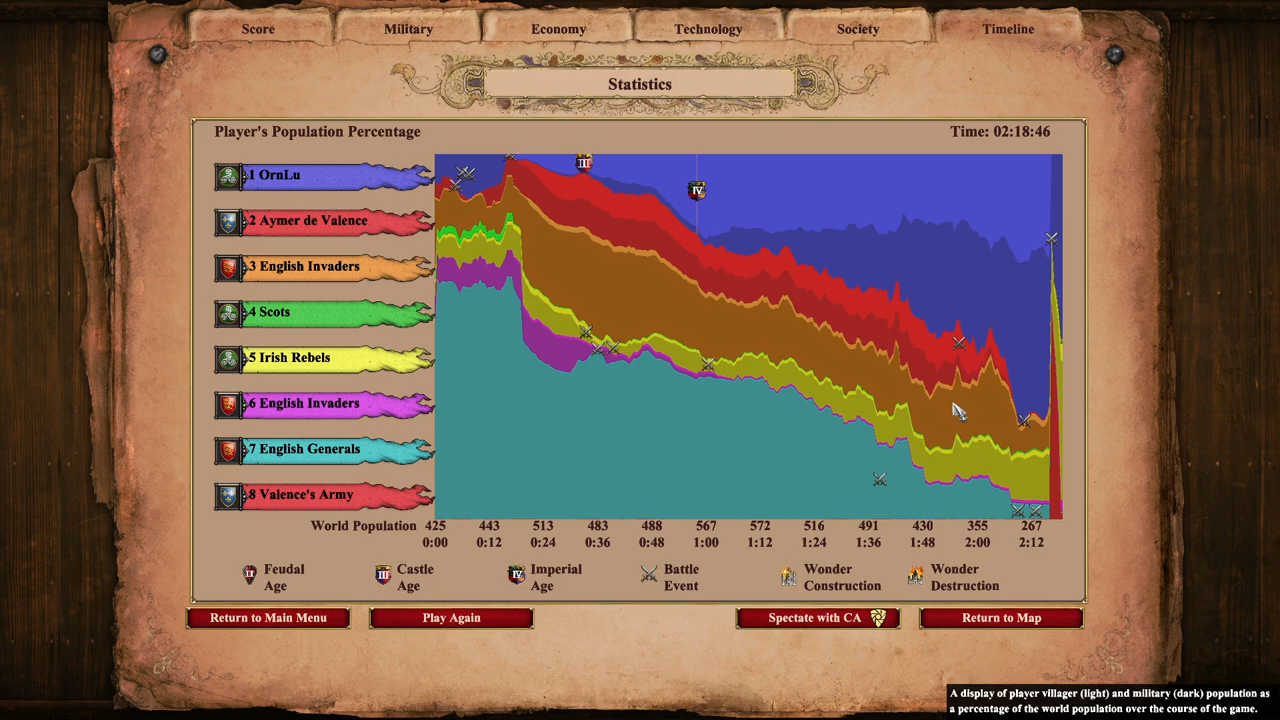 Score Military Economy Technology Society Timeline
Statistics
Player's Population Percentage
Time: 02:18:46
1 OrnLu
2 Aymer de Valence
3 English Invaders
4 Scots
5 Irish Rebels
6 English Invaders
7 English Generals
8 Valence's Army
III
IV
World Population 425 443 513 483 488 567 572 516 491 430 355 267
0:00 0:12 0:24 0:36 0:48 1:00 1:12 1:24 1:36 1:48 2:00 2:12
II Feudal
Age
III Castle
Age
IV Imperial
Age
Battle
Event
Wonder
Construction
Wonder
Destruction
Return to Main Menu
Play Again
Spectate with CA
Return to Map
A display of player villager (light) and military (dark) population as
a percentage of the world population over the course of the game.